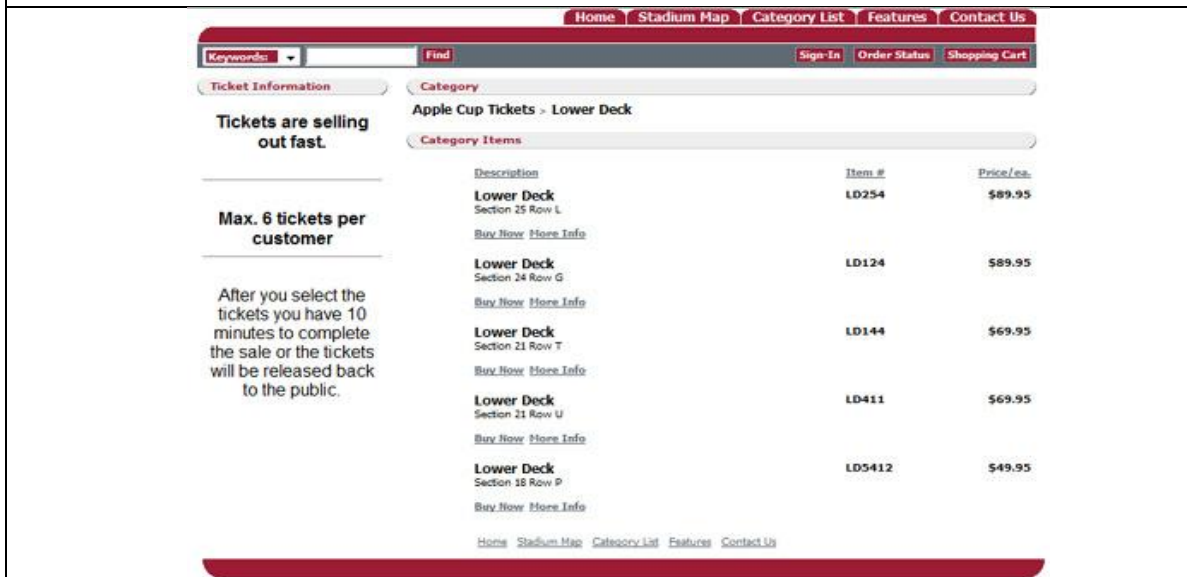 Home Stadium Map Category List Features Contact Us
Keywords: Find Sign-In Order Status Shopping Cart
Ticket Information
Tickets are selling
out fast.
Max. 6 tickets per
customer
After you select the
tickets you have 10
minutes to complete
the sale or the tickets
will be released back
to the public.
Category
Apple Cup Tickets > Lower Deck
Category Items
Description Item # Price/ea.
Lower Deck LD254 $89.95
Section 25 Row L
Buy Now More Info
Lower Deck LD124 $89.95
Section 24 Row G
Buy Now More Info
Lower Deck LD144 $69.95
Section 21 Row T
Buy Now More Info
Lower Deck LD411 $69.95
Section 21 Row U
Buy Now More Info
Lower Deck LD5412 $49.95
Section 18 Row P
Buy Now More Info
Home Stadium Map Category List Features Contact Us